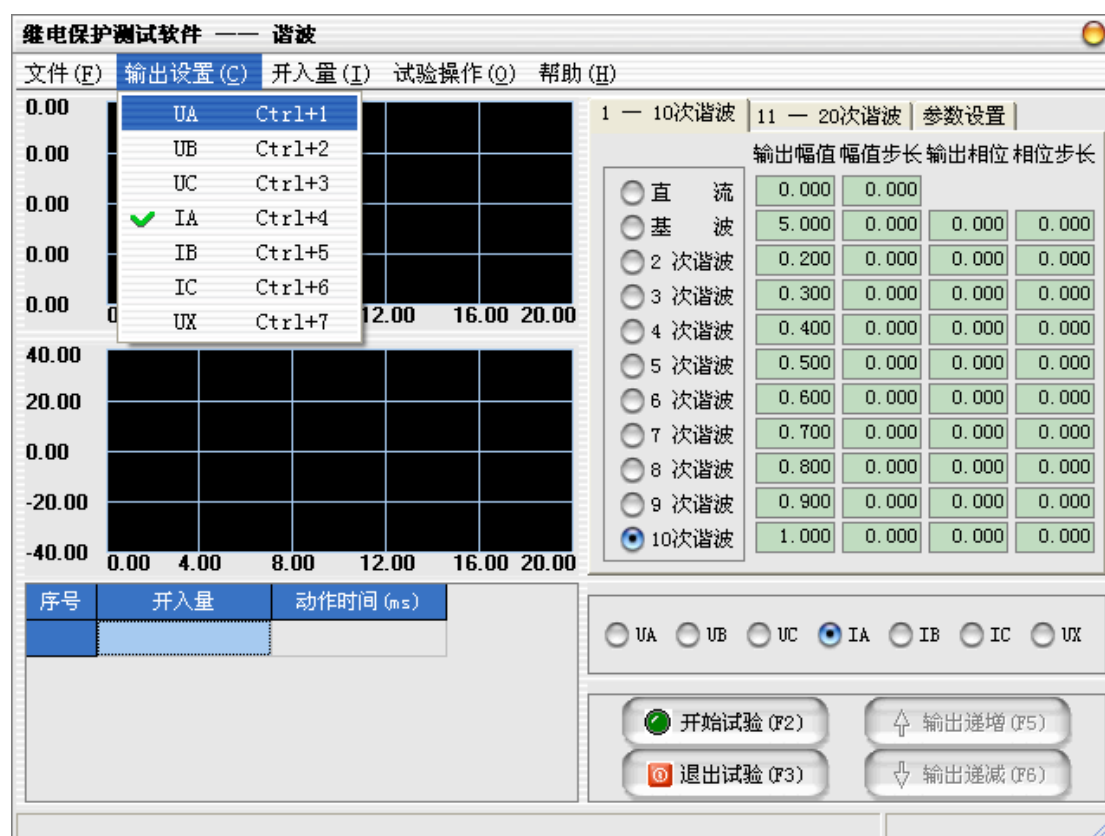 继电保护测试软件 —— 谐波
文件(F) 输出设置(C) 开入量(I) 试验操作(O) 帮助(H)
UA Ctrl+1
UB Ctrl+2
UC Ctrl+3
IA Ctrl+4
IB Ctrl+5
IC Ctrl+6
UX Ctrl+7
0.00
0.00
0.00
0.00
0.00
12.00 16.00 20.00
40.00
20.00
0.00
-20.00
-40.00
0.00 4.00 8.00 12.00 16.00 20.00
1 — 10次谐波 11 — 20次谐波 参数设置
输出幅值 幅值步长 输出相位 相位步长
直 流 0.000 0.000
基 波 5.000 0.000 0.000 0.000
2 次谐波 0.200 0.000 0.000 0.000
3 次谐波 0.300 0.000 0.000 0.000
4 次谐波 0.400 0.000 0.000 0.000
5 次谐波 0.500 0.000 0.000 0.000
6 次谐波 0.600 0.000 0.000 0.000
7 次谐波 0.700 0.000 0.000 0.000
8 次谐波 0.800 0.000 0.000 0.000
9 次谐波 0.900 0.000 0.000 0.000
10次谐波 1.000 0.000 0.000 0.000
序号 开入量 动作时间(ms)
UA UB UC IA IB IC UX
开始试验(F2) 输出递增(F5)
退出试验(F3) 输出递减(F6)